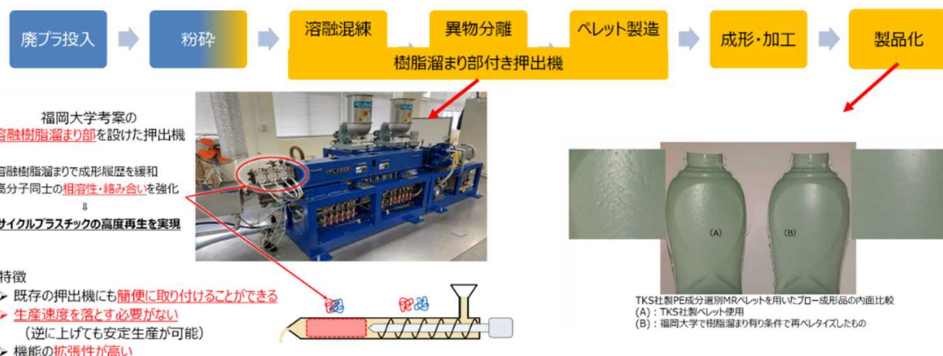 廃プラ投入
粉砕
溶融混練
異物分離
ペレット製造
成形・加工
製品化
樹脂溜まり部付き押出機
福岡大学考案の
溶融樹脂溜まり部を設けた押出機
溶融樹脂溜まりで成形履歴を緩和
高分子同士の相溶性・絡み合いを強化
⇓
サイクルプラスチックの高度再生を実現
特徴
➢ 既存の押出機にも簡便に取り付けることができる
➢ 生産速度を落とす必要がない
（逆に上げても安定生産が可能）
➢ 機能の拡張性が高い
(A)
(B)
TKS社製PE成分選別MRペレットを用いたブロー成形品の内面比較
(A)：TKS社製ペレット使用
(B)：福岡大学で樹脂溜まり有り条件で再ペレタイズしたもの